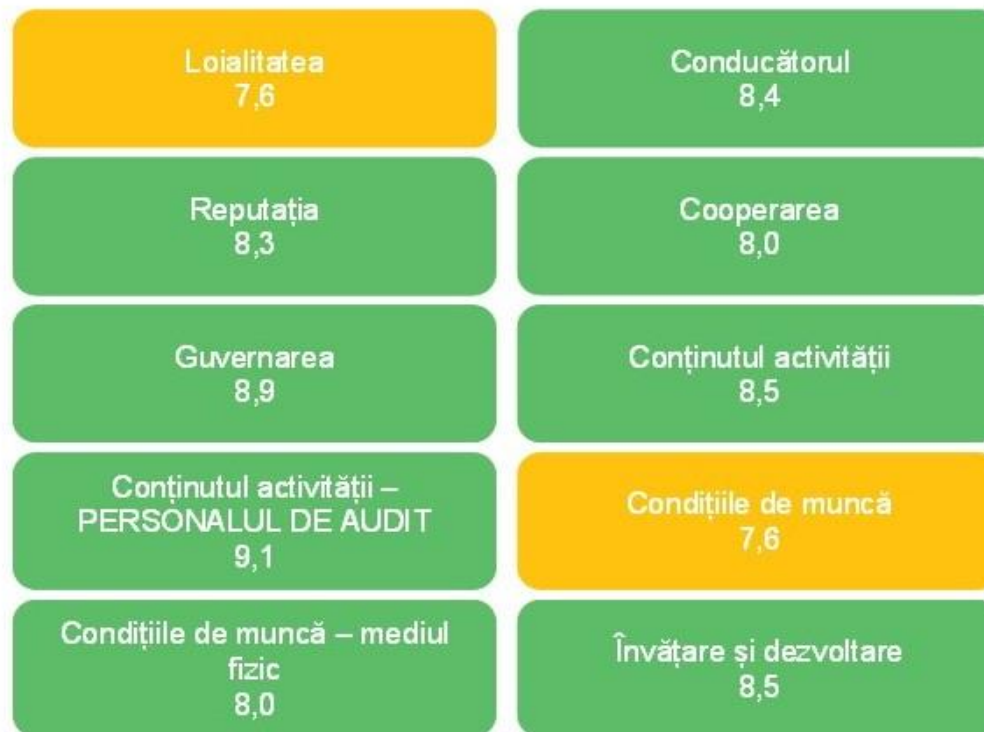 Loialitatea
7,6
Conducătorul
8,4
Reputația
8,3
Cooperarea
8,0
Guvernarea
8,9
Conținutul activității
8,5
Conținutul activității –
PERSONALUL DE AUDIT
9,1
Condițiile de muncă
7,6
Condițiile de muncă – mediul
fizic
8,0
Învățare și dezvoltare
8,5